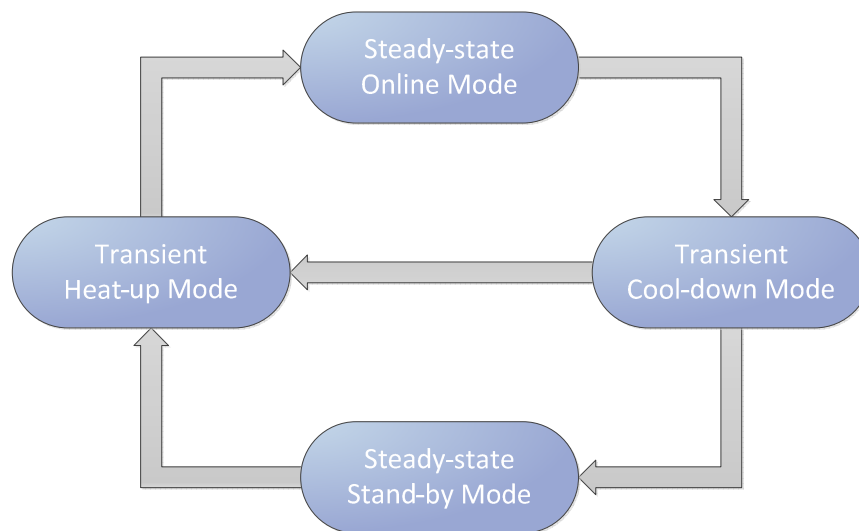 Steady-state
Online Mode
Transient
Heat-up Mode
Transient
Cool-down Mode
Steady-state
Stand-by Mode